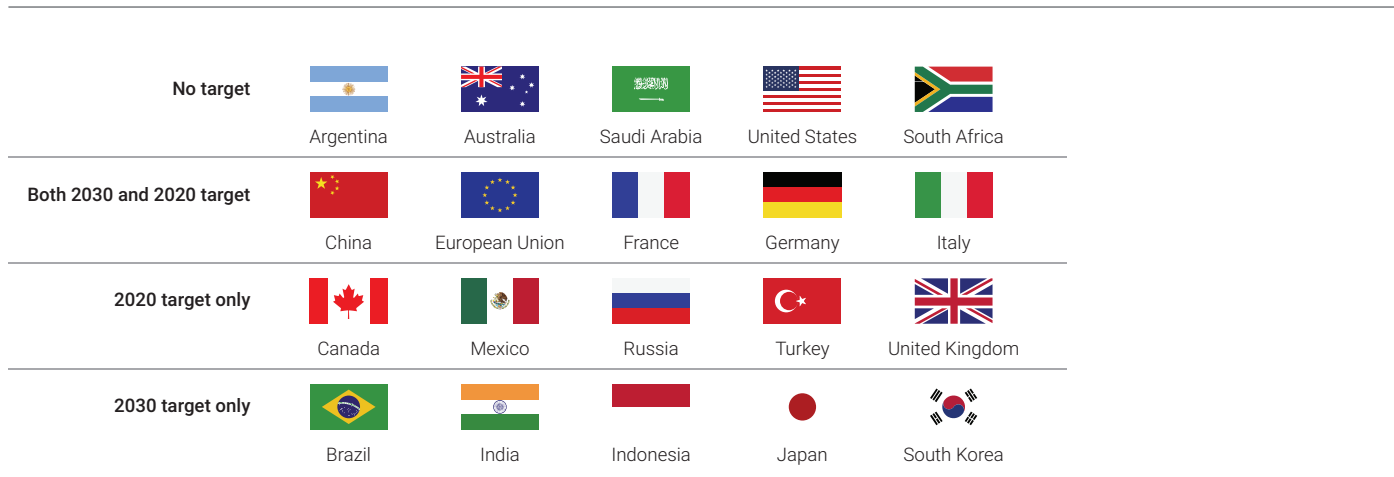 No target
Argentina
Australia
Saudi Arabia
United States
South Africa
Both 2030 and 2020 target
China
European Union
France
Germany
Italy
2020 target only
Canada
Mexico
Russia
Turkey
United Kingdom
2030 target only
Brazil
India
Indonesia
Japan
South Korea